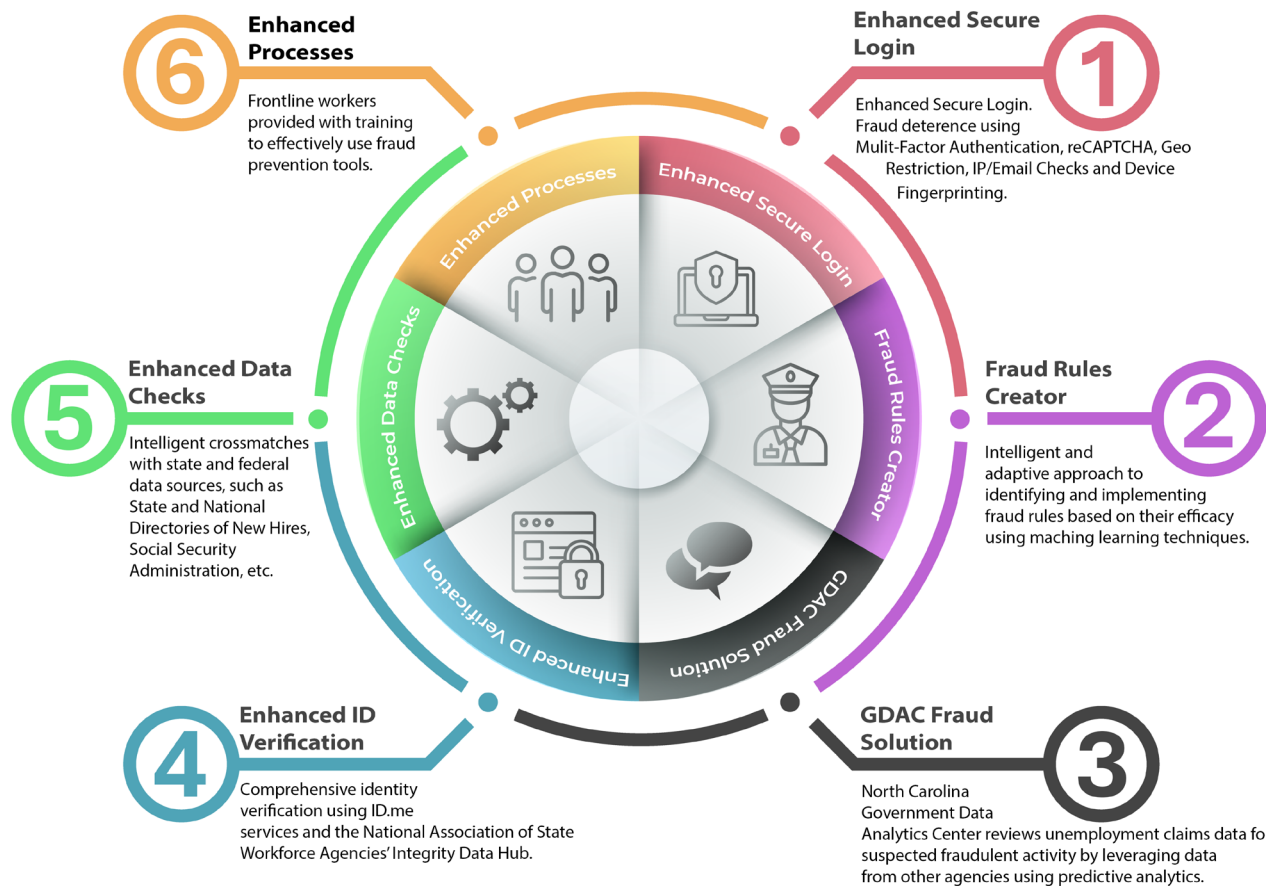 1
Enhanced Secure
Login
Enhanced Secure Login.
Fraud deterence using
Mulit-Factor Authentication, reCAPTCHA, Geo
Restriction, IP/Email Checks and Device
Fingerprinting.
2
Fraud Rules
Creator
Intelligent and
adaptive approach to
identifying and implementing
fraud rules based on their efficacy
using maching learning techniques.
3
GDAC Fraud
Solution
North Carolina
Government Data
Analytics Center reviews unemployment claims data fo
suspected fraudulent activity by leveraging data
from other agencies using predictive analytics.
4
Enhanced ID
Verification
Comprehensive identity
verification using ID.me
services and the National Association of State
Workforce Agencies' Integrity Data Hub.
5
Enhanced Data
Checks
Intelligent crossmatches
with state and federal
data sources, such as
State and National
Directories of New Hires,
Social Security
Administration, etc.
6
Enhanced
Processes
Frontline workers
provided with training
to effectively use fraud
prevention tools.
Enhanced Secure Login
Fraud Rules Creator
GDAC Fraud Solution
Enhanced ID Verification
Enhanced Data Checks
Enhanced Processes